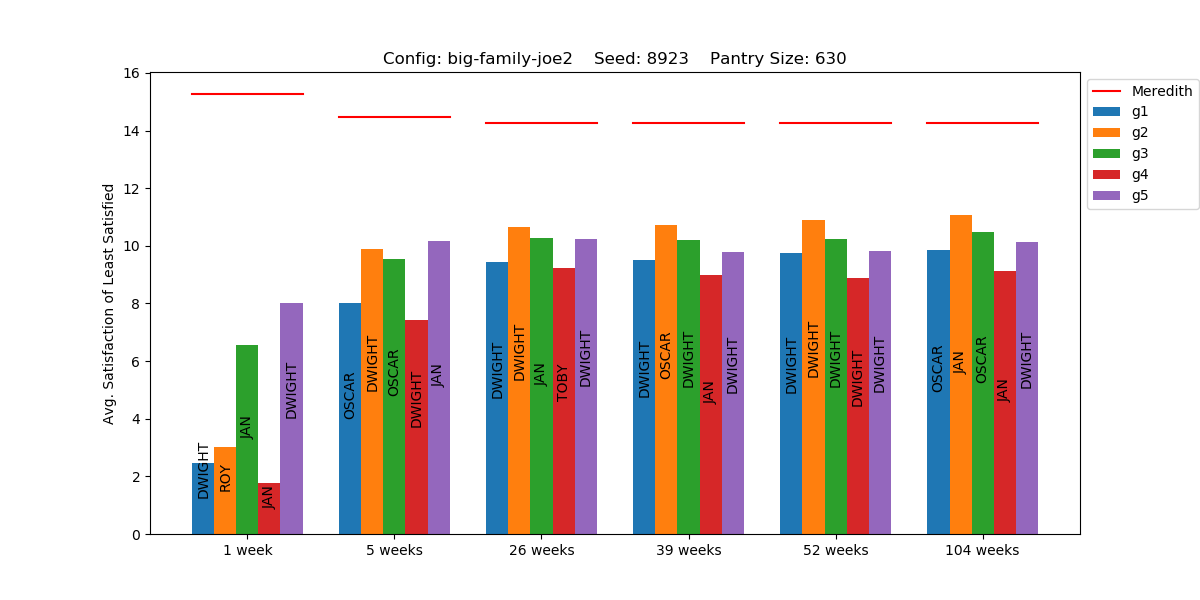 Config: big-family-joe2    Seed: 8923    Pantry Size: 630
Avg. Satisfaction of Least Satisfied
16
14
12
10
8
6
4
2
0
DWIGHT
ROY
JAN
JAN
DWIGHT
OSCAR
DWIGHT
OSCAR
DWIGHT
JAN
DWIGHT
DWIGHT
JAN
TOBY
DWIGHT
DWIGHT
OSCAR
DWIGHT
JAN
DWIGHT
DWIGHT
DWIGHT
DWIGHT
DWIGHT
DWIGHT
OSCAR
JAN
OSCAR
JAN
DWIGHT
1 week
5 weeks
26 weeks
39 weeks
52 weeks
104 weeks
Meredith
g1
g2
g3
g4
g5